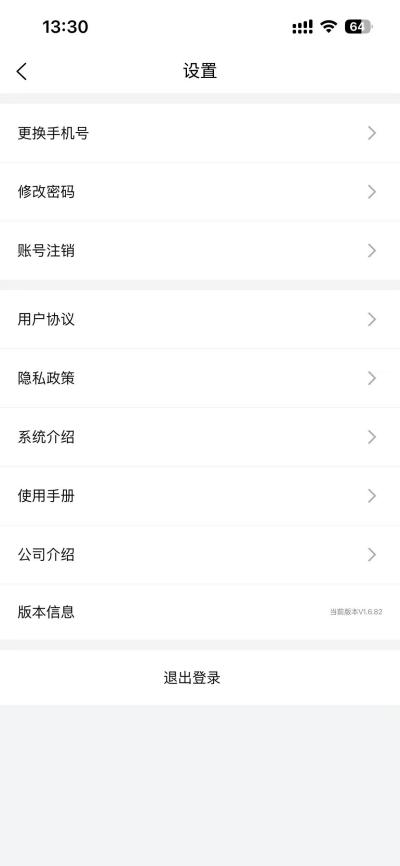 13:30
64
设置
更换手机号
修改密码
账号注销
用户协议
隐私政策
系统介绍
使用手册
公司介绍
版本信息 当前版本V1.6.82
退出登录